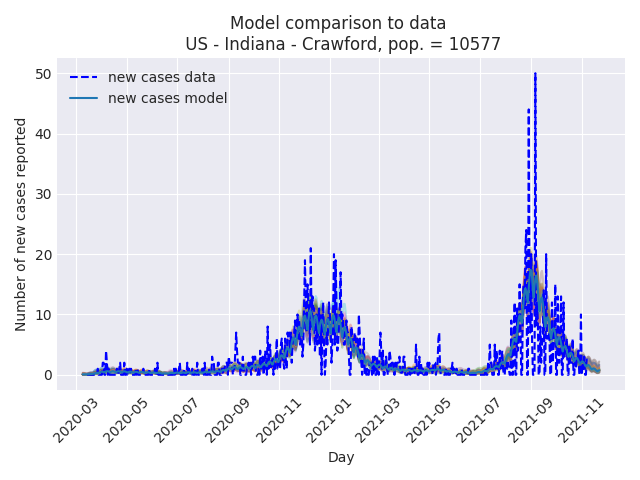 Model comparison to data
US - Indiana - Crawford, pop. = 10577
new cases data
new cases model
Number of new cases reported
50
40
30
20
10
0
2020-03
2020-05
2020-07
2020-09
2020-11
2021-01
2021-03
2021-05
2021-07
2021-09
2021-11
Day